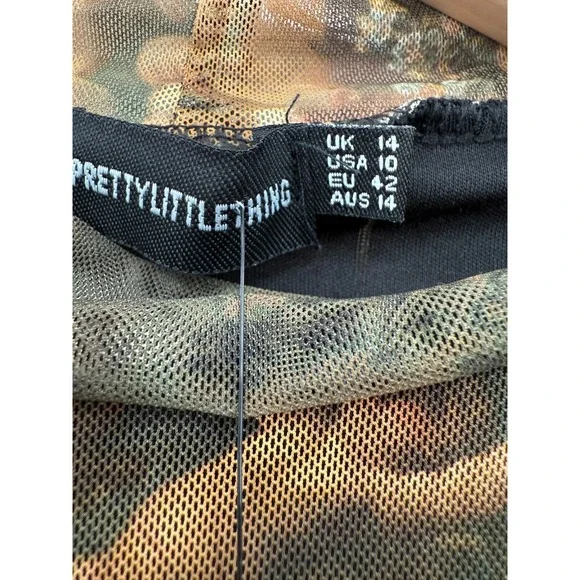 PRETTYLITTLETHING
UK 14
USA 10
EU 42
AUS 14